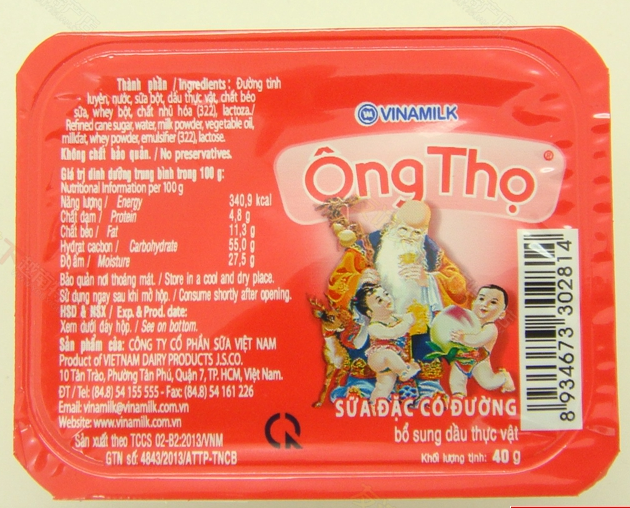 Thành phần / Ingredients : Đường tinh
luyện, nước, sữa bột, dầu thực vật, chất béo
sữa, whey bột, chất nhũ hóa (322), lactoza./
Refined cane sugar, water, milk powder, vegetable oil,
milkfat, whey powder, emulsifier (322), lactose.
Không chất bảo quản. / No preservatives.
Giá trị dinh dưỡng trung bình trong 100 g:
Nutritional Information per 100 g
Năng lượng / Energy 340,9 kcal
Chất đạm / Protein 4,8 g
Chất béo / Fat 11,3 g
Hydrat cacbon / Carbohydrate 55,0 g
Độ ẩm / Moisture 27,5 g
Bảo quản nơi thoáng mát. / Store in a cool and dry place.
Sử dụng ngay sau khi mở hộp. / Consume shortly after opening.
HSD & NSX / Exp. & Prod. date:
Xem dưới đáy hộp. / See on bottom.
Sản phẩm của: CÔNG TY CỔ PHẦN SỮA VIỆT NAM
Product of VIETNAM DAIRY PRODUCTS J.S.CO.
10 Tân Trào, Phường Tân Phú, Quận 7, TP. HCM, Việt Nam.
ĐT / Tel: (84.8) 54 155 555 - Fax: (84.8) 54 161 226
Email: vinamilk@vinamilk.com.vn
Website: www.vinamilk.com.vn
Sản xuất theo TCCS 02-B2:2013/VNM
GTN số: 4843/2013/ATTP-TNCB
VINAMILK
Ông Thọ
SỮA ĐẶC CÓ ĐƯỜNG
bổ sung dầu thực vật
Khối lượng tịnh: 40 g
8 934673 302814